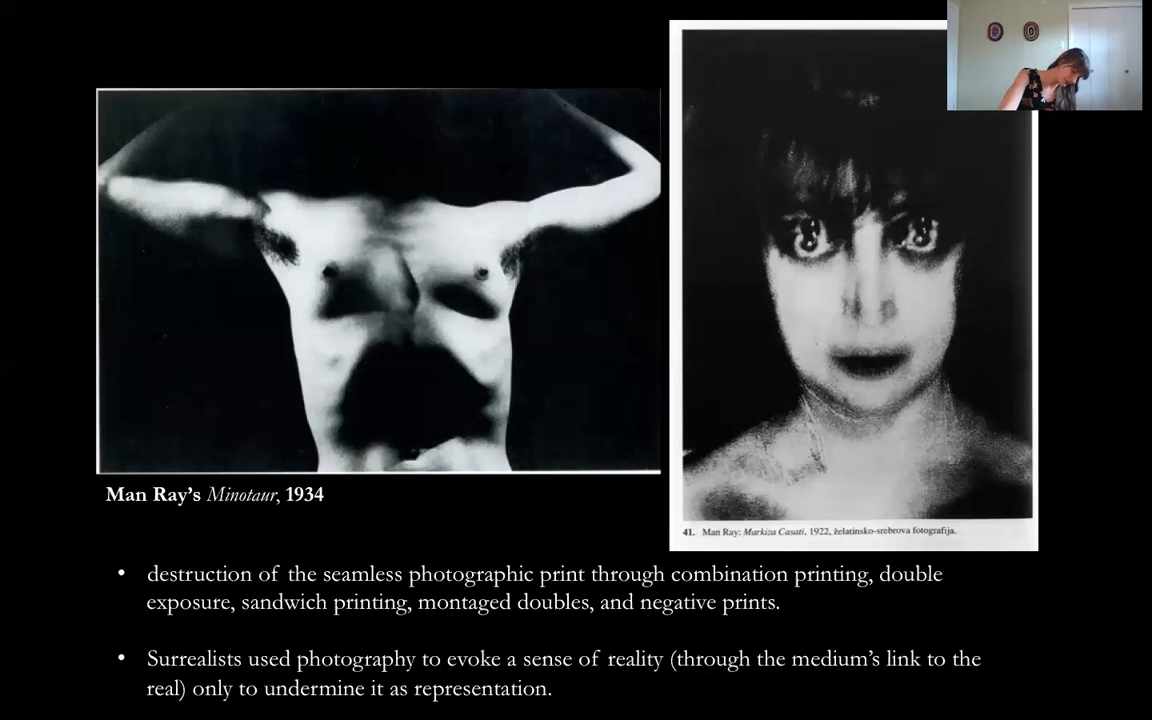 Man Ray's Minotaur, 1934
41. Man Ray: Markiza Casati, 1922, želatinsko-srebrova fotografija.
• destruction of the seamless photographic print through combination printing, double
exposure, sandwich printing, montaged doubles, and negative prints.
• Surrealists used photography to evoke a sense of reality (through the medium's link to the
real) only to undermine it as representation.